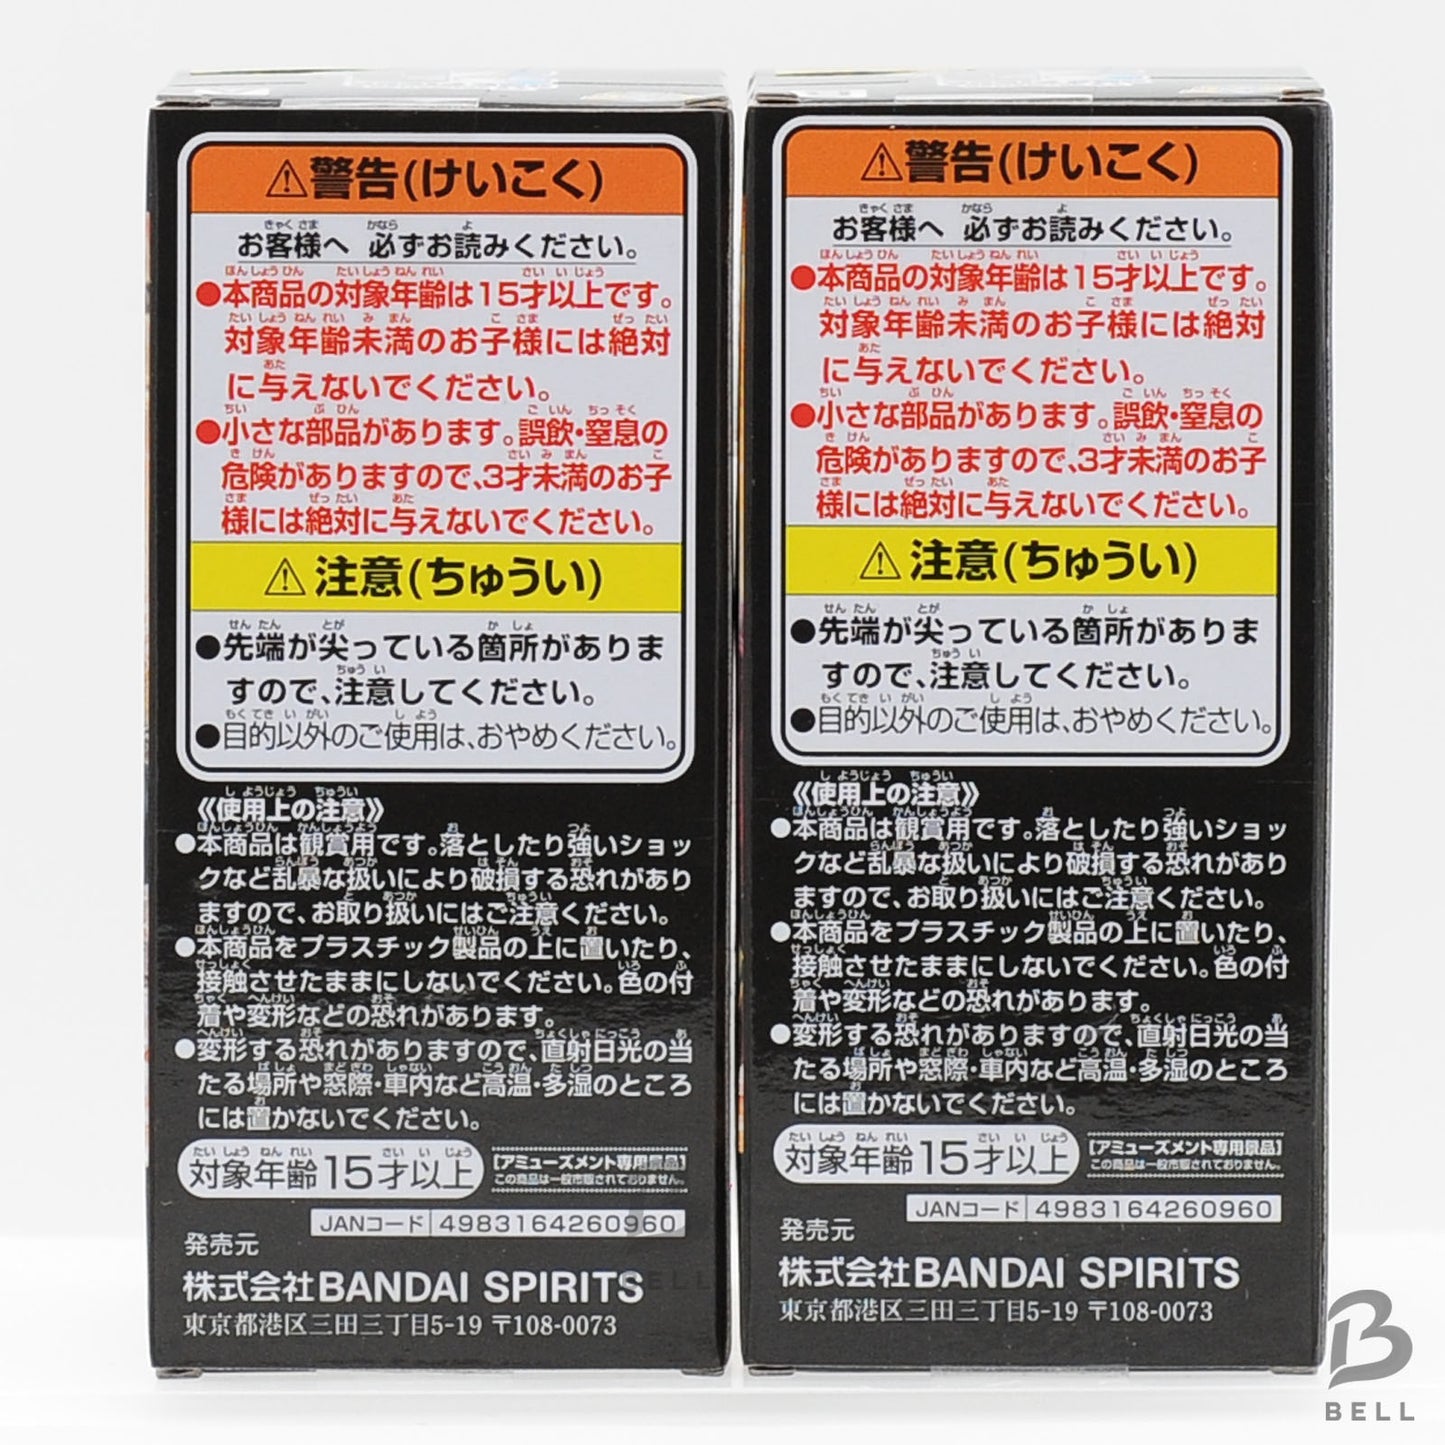 ⚠警告(けいこく)
お客様へ 必ずお読みください。
●本商品の対象年齢は15才以上です。
対象年齢未満のお子様には絶対
に与えないでください。
●小さな部品があります。誤飲・窒息の
危険がありますので、3才未満のお子
様には絶対に与えないでください。
⚠注意(ちゅうい)
●先端が尖っている箇所がありま
すので、注意してください。
●目的以外のご使用は、おやめください。
《使用上の注意》
●本商品は観賞用です。落としたり強いショッ
クなど乱暴な扱いにより破損する恐れがあり
ますので、お取り扱いにはご注意ください。
●本商品をプラスチック製品の上に置いたり、
接触させたままにしないでください。色の付
着や変形などの恐れがあります。
●変形する恐れがありますので、直射日光の当
たる場所や窓際・車内など高温・多湿のところ
には置かないでください。
対象年齢15才以上
【アミューズメント専用景品】
この商品は一般市販されておりません。
JANコード 4983164260960
発売元
株式会社BANDAI SPIRITS
東京都港区三田三丁目5-19 〒108-0073
⚠警告(けいこく)
お客様へ 必ずお読みください。
●本商品の対象年齢は15才以上です。
対象年齢未満のお子様には絶対
に与えないでください。
●小さな部品があります。誤飲・窒息の
危険がありますので、3才未満のお子
様には絶対に与えないでください。
⚠注意(ちゅうい)
●先端が尖っている箇所がありま
すので、注意してください。
●目的以外のご使用は、おやめください。
《使用上の注意》
●本商品は観賞用です。落としたり強いショッ
クなど乱暴な扱いにより破損する恐れがあり
ますので、お取り扱いにはご注意ください。
●本商品をプラスチック製品の上に置いたり、
接触させたままにしないでください。色の付
着や変形などの恐れがあります。
●変形する恐れがありますので、直射日光の当
たる場所や窓際・車内など高温・多湿のところ
には置かないでください。
対象年齢15才以上
【アミューズメント専用景品】
この商品は一般市販されておりません。
JANコード 4983164260960
発売元
株式会社BANDAI SPIRITS
東京都港区三田三丁目5-19 〒108-0073
BELL
BELL